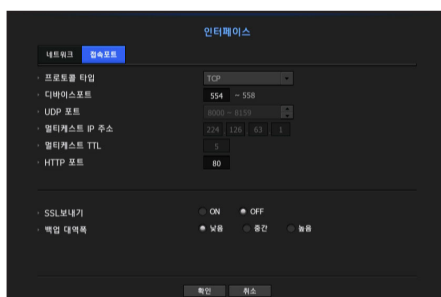 인터페이스
네트워크 접속포트
프로토콜 타입 TCP
디바이스포트 554 ~ 558
UDP 포트 8000 ~ 8159
멀티케스트 IP 주소 224 126 63 1
멀티케스트 TTL 5
HTTP 포트 80
SSL보내기 ON OFF
백업 대역폭 낮음 중간 높음
확인 취소